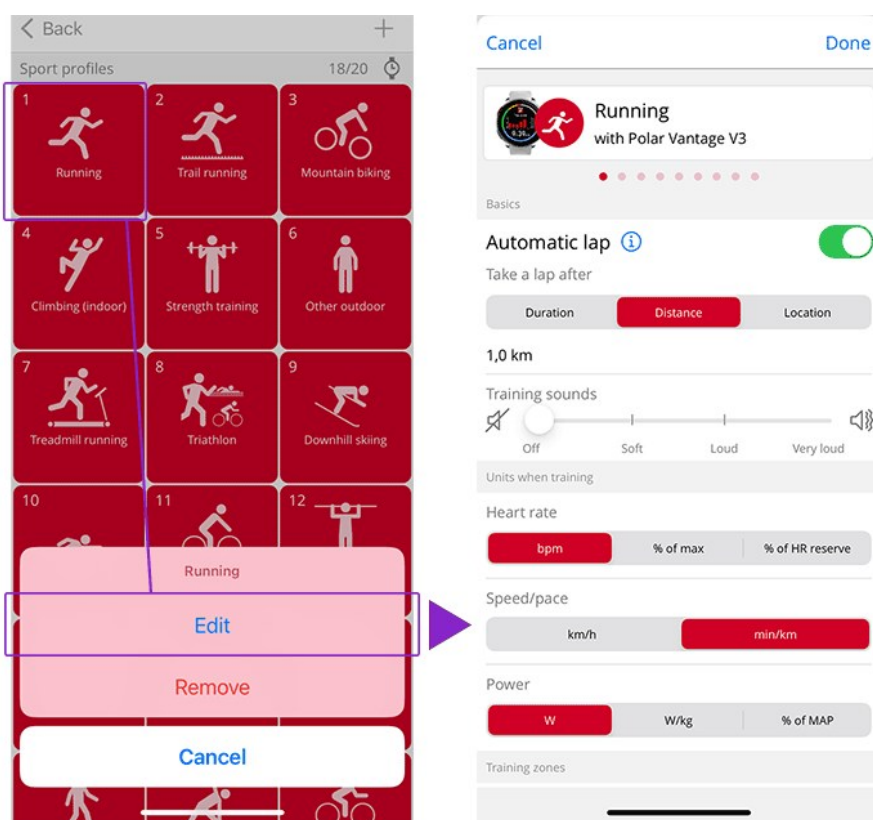 Back
Sport profiles 18/20
1 2 3
Running Trail running Mountain biking
4 5 6
Climbing (indoor) Strength training Other outdoor
7 8 9
Treadmill running Triathlon Downhill skiing
10 11 12
Running
Edit
Remove
Cancel
Cancel Done
Running
with Polar Vantage V3
Basics
Automatic lap
Take a lap after
Duration Distance Location
1,0 km
Training sounds
Off Soft Loud Very loud
Units when training
Heart rate
bpm % of max % of HR reserve
Speed/pace
km/h min/km
Power
W W/kg % of MAP
Training zones